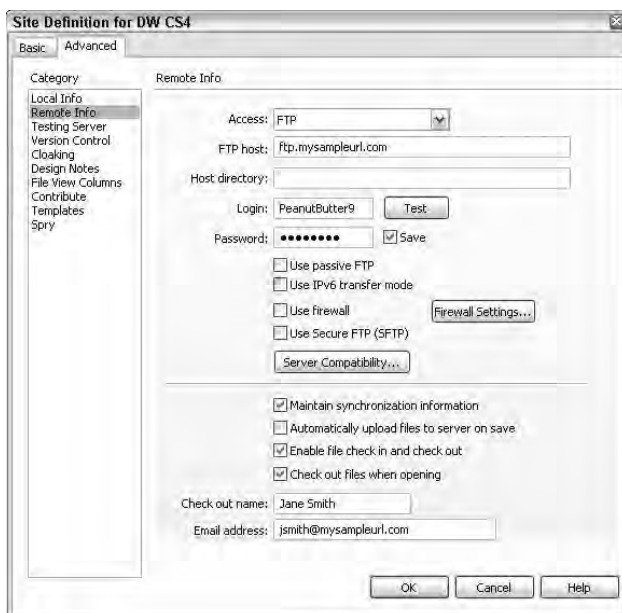 Site Definition for DW CS4
Basic Advanced
Category
Local Info
Remote Info
Testing Server
Version Control
Cloaking
Design Notes
File View Columns
Contribute
Templates
Spry
Remote Info
Access: FTP
FTP host: ftp.mysampleurl.com
Host directory:
Login: PeanutButter9 Test
Password: •••••••• Save
Use passive FTP
Use IPv6 transfer mode
Use firewall Firewall Settings...
Use Secure FTP (SFTP)
Server Compatibility...
Maintain synchronization information
Automatically upload files to server on save
Enable file check in and check out
Check out files when opening
Check out name: Jane Smith
Email address: jsmith@mysampleurl.com
OK Cancel Help